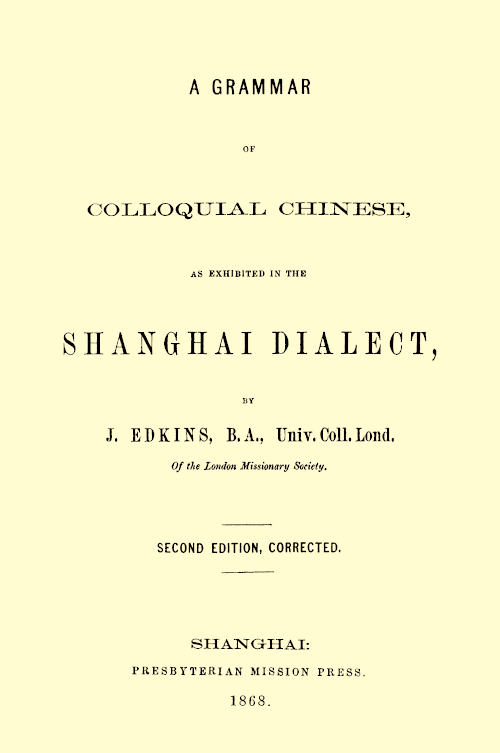 A GRAMMAR
OF
COLLOQUIAL CHINESE,
AS EXHIBITED IN THE
SHANGHAI DIALECT,
BY
J. EDKINS, B.A., Univ. Coll. Lond.
Of the London Missionary Society.
SECOND EDITION, CORRECTED.
SHANGHAI:
PRESBYTERIAN MISSION PRESS.
1868.